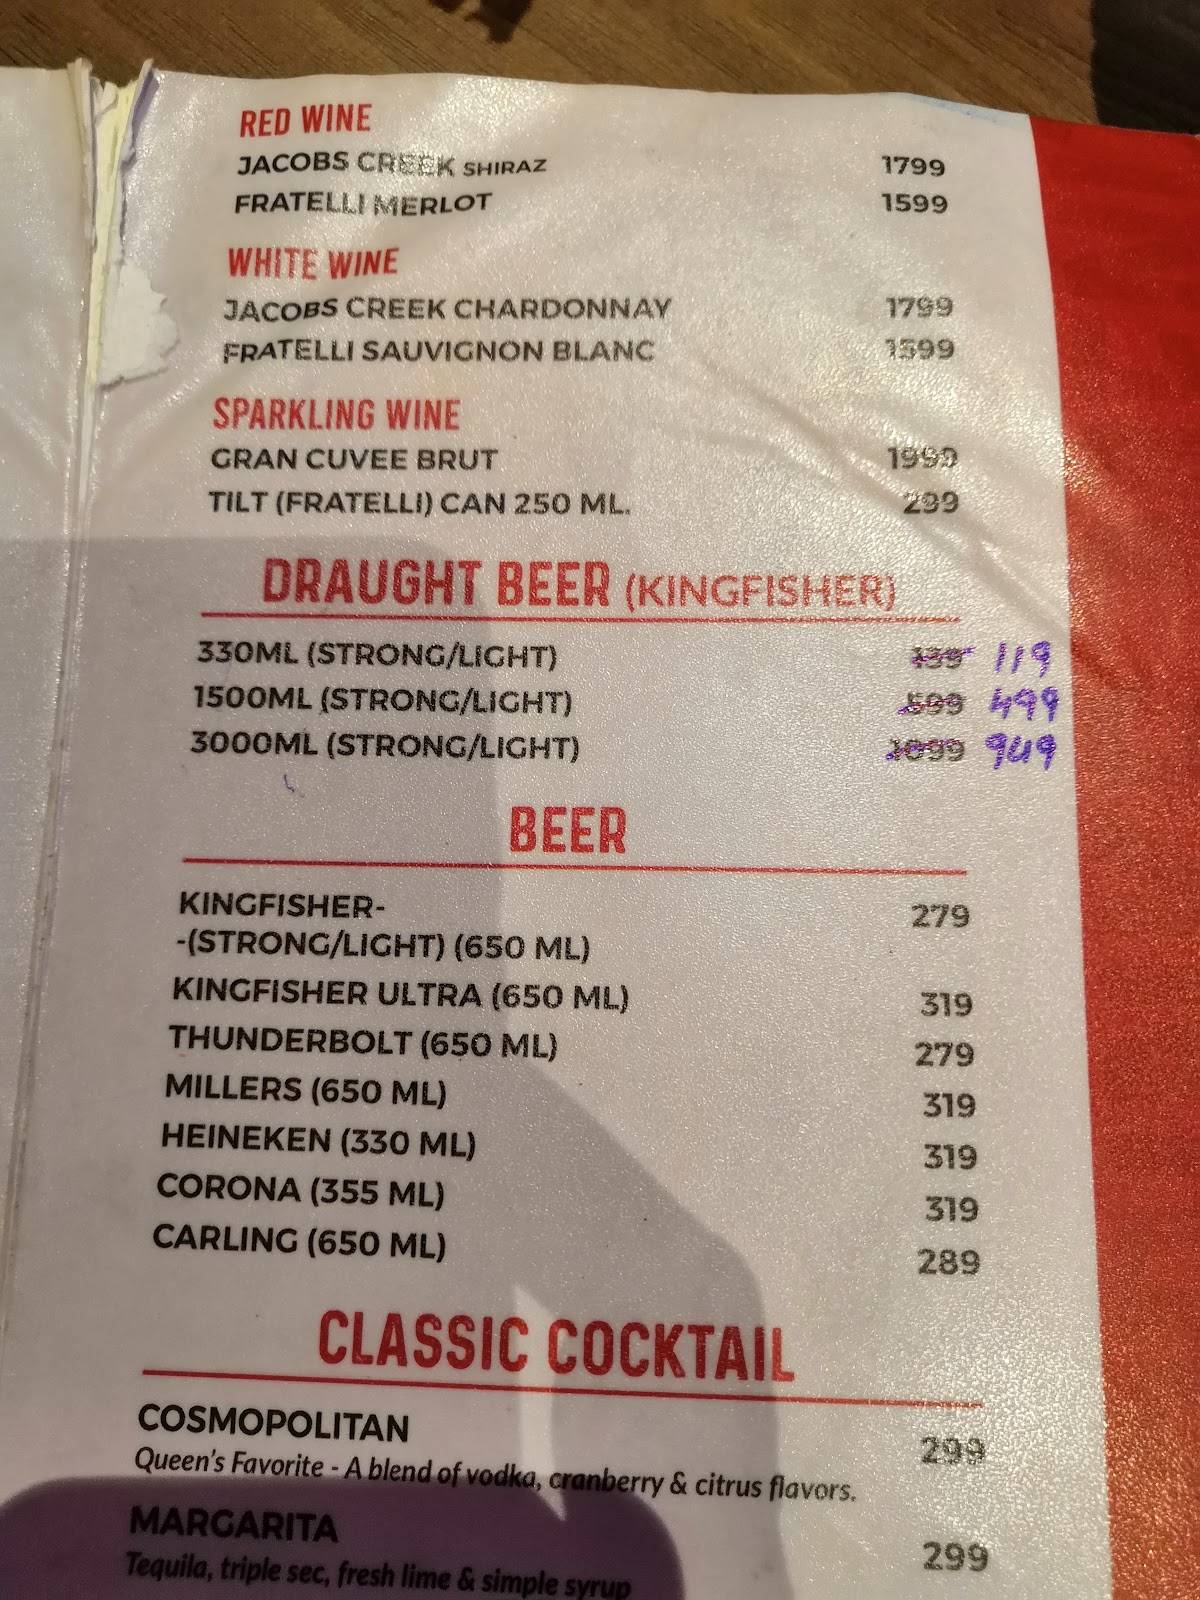 RED WINE
JACOBS CREEK SHIRAZ 1799
FRATELLI MERLOT 1599
WHITE WINE
JACOBS CREEK CHARDONNAY 1799
FRATELLI SAUVIGNON BLANC 1599
SPARKLING WINE
GRAN CUVEE BRUT 1999
TILT (FRATELLI) CAN 250 ML. 299
DRAUGHT BEER (KINGFISHER)
330ML (STRONG/LIGHT) 139 119
1500ML (STRONG/LIGHT) 599 499
3000ML (STRONG/LIGHT) 1099 949
BEER
KINGFISHER- 279
-(STRONG/LIGHT) (650 ML)
KINGFISHER ULTRA (650 ML) 319
THUNDERBOLT (650 ML) 279
MILLERS (650 ML) 319
HEINEKEN (330 ML) 319
CORONA (355 ML) 319
CARLING (650 ML) 289
CLASSIC COCKTAIL
COSMOPOLITAN 299
Queen's Favorite - A blend of vodka, cranberry & citrus flavors.
MARGARITA 299
Tequila, triple sec, fresh lime & simple syrup